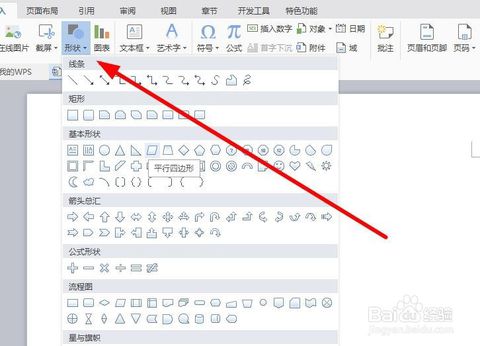 入 页面布局 引用 审阅 视图 章节 开发工具 特色功能
在线图片 截屏 形状 图表 文本框 艺术字 符号 公式 插入数字 对象 首字下沉 附件 域 批注 页眉和页脚 页码
我的WPS
线条
矩形
基本形状
平行四边形
箭头总汇
公式形状
流程图
星与旗帜
Baidu经验
jingyan.baidu.com